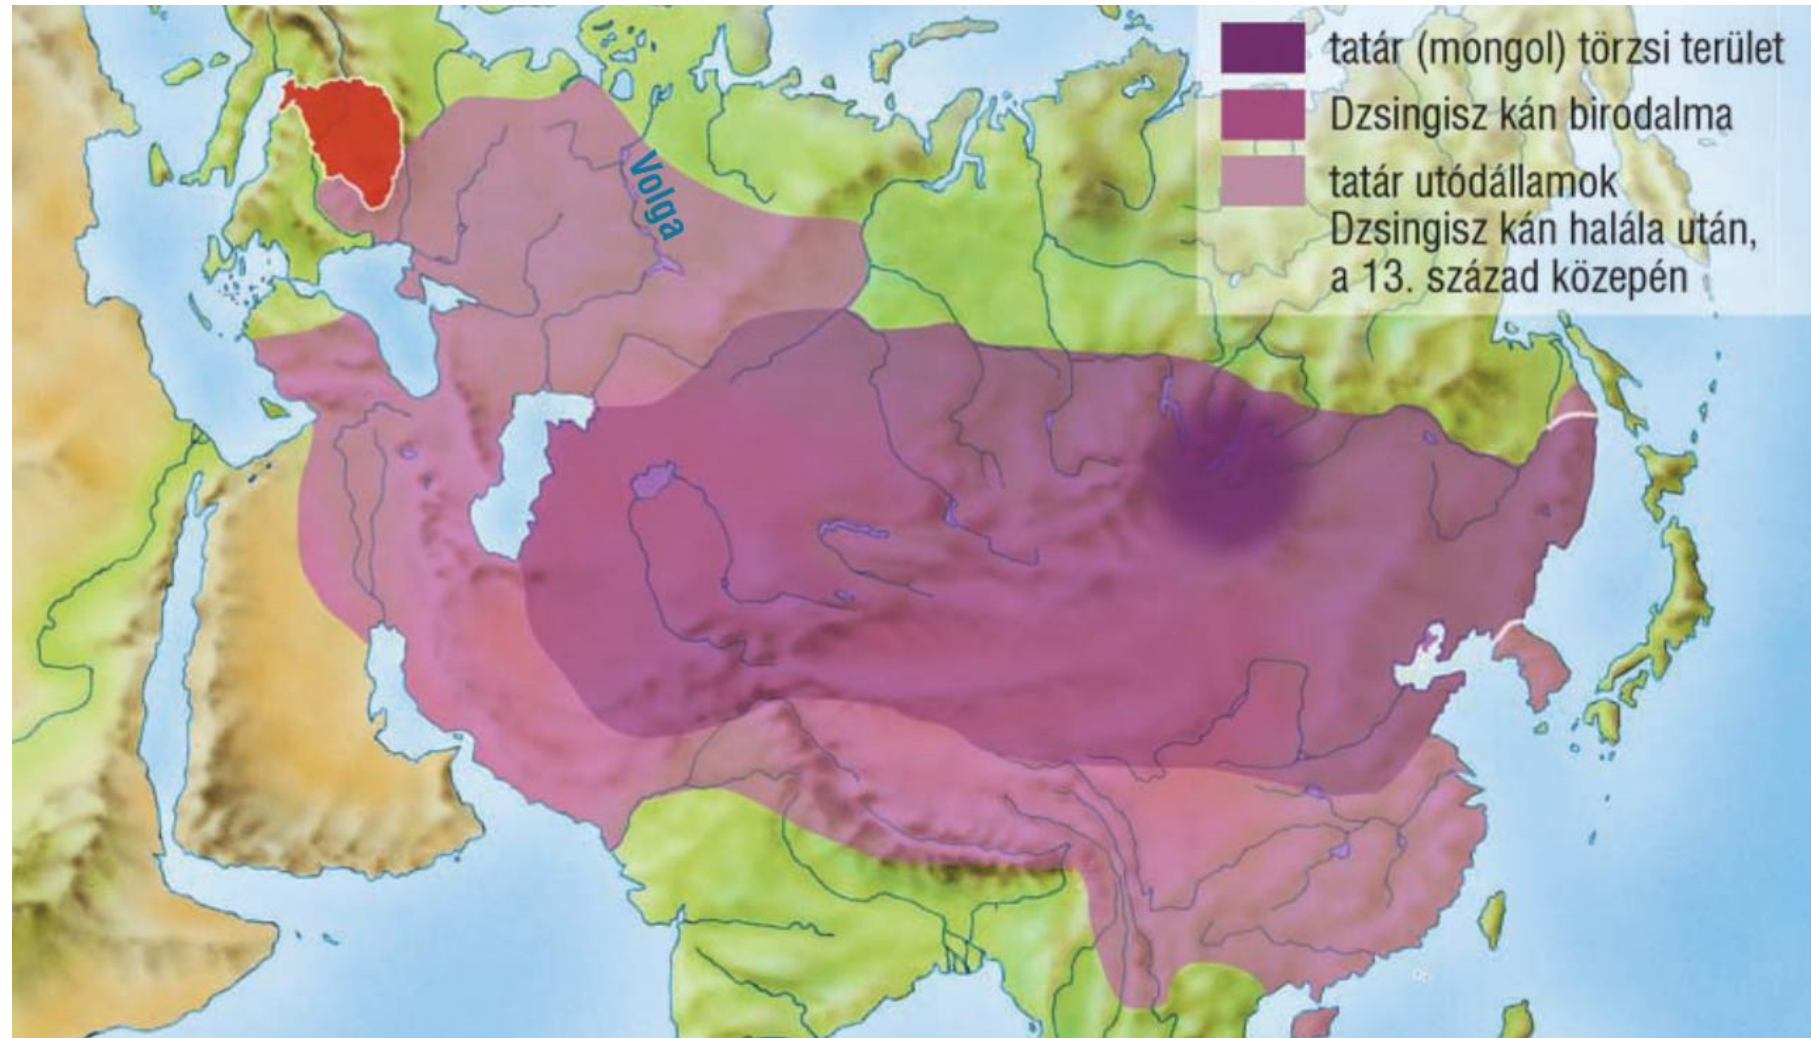 tatár (mongol) törzsi terület
Dzsingisz kán birodalma
tatár utódállamok
Dzsingisz kán halála után,
a 13. század közepén
Volga